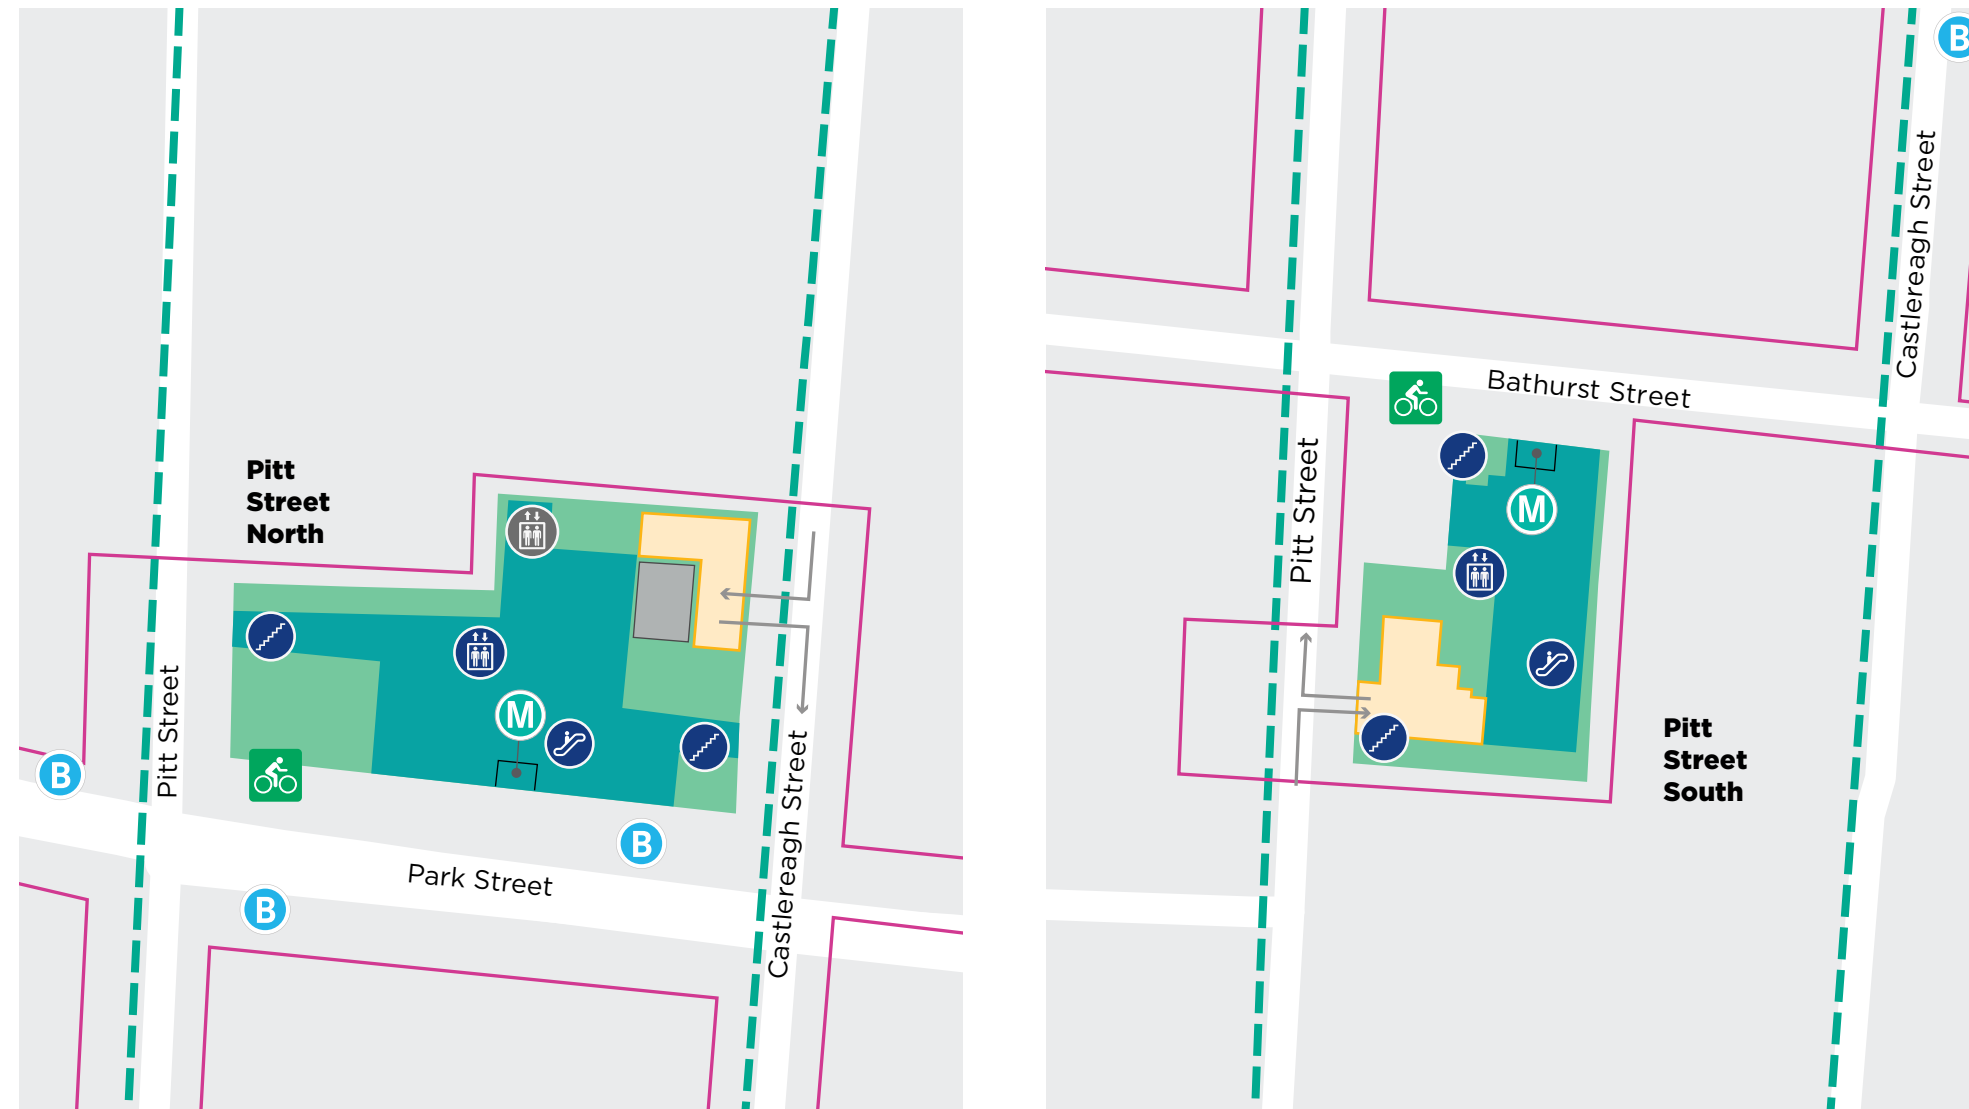 Pitt
Street
North
Pitt Street
M
B
B
B
Park Street
Castlereagh Street
B
Castlereagh Street
Bathurst Street
Pitt Street
M
Pitt
Street
South